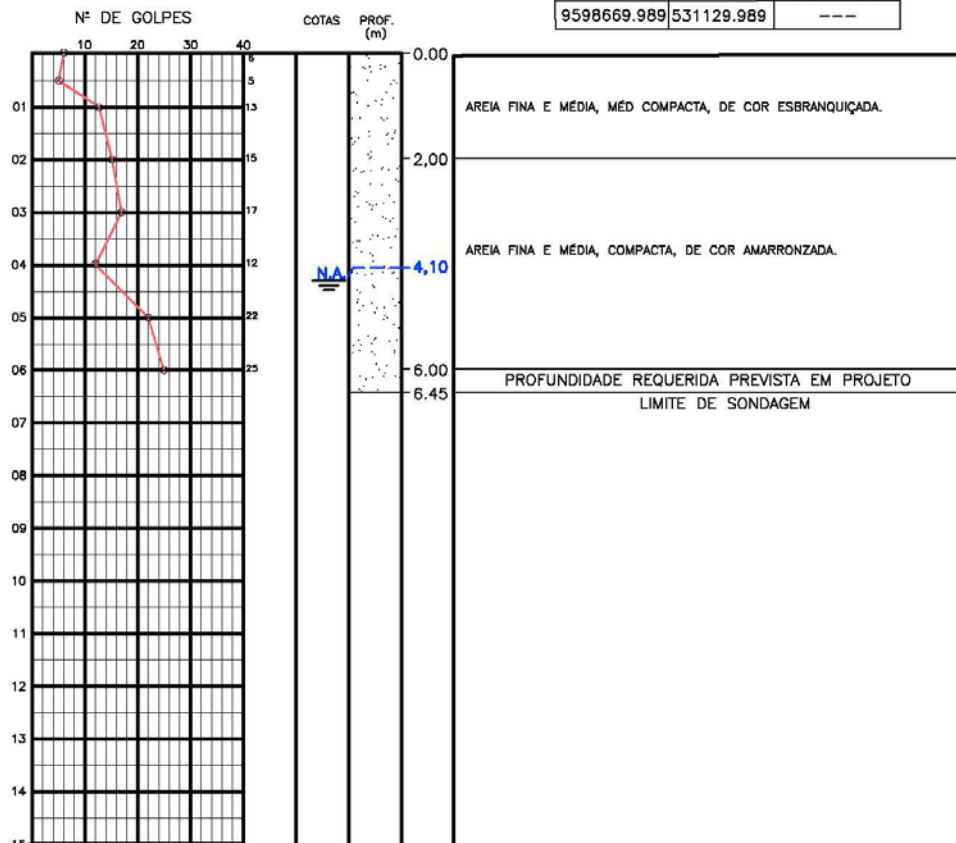 9598669.989 531129.989 ---
Nº DE GOLPES COTAS PROF.
(m)
10 20 30 40
6 0.00
5
01 13 AREIA FINA E MÉDIA, MÉD COMPACTA, DE COR ESBRANQUIÇADA.
02 15 2,00
03 17
AREIA FINA E MÉDIA, COMPACTA, DE COR AMARRONZADA.
04 12 N.A. 4,10
05 22
06 25 6.00
PROFUNDIDADE REQUERIDA PREVISTA EM PROJETO
6.45
LIMITE DE SONDAGEM
07
08
09
10
11
12
13
14
15